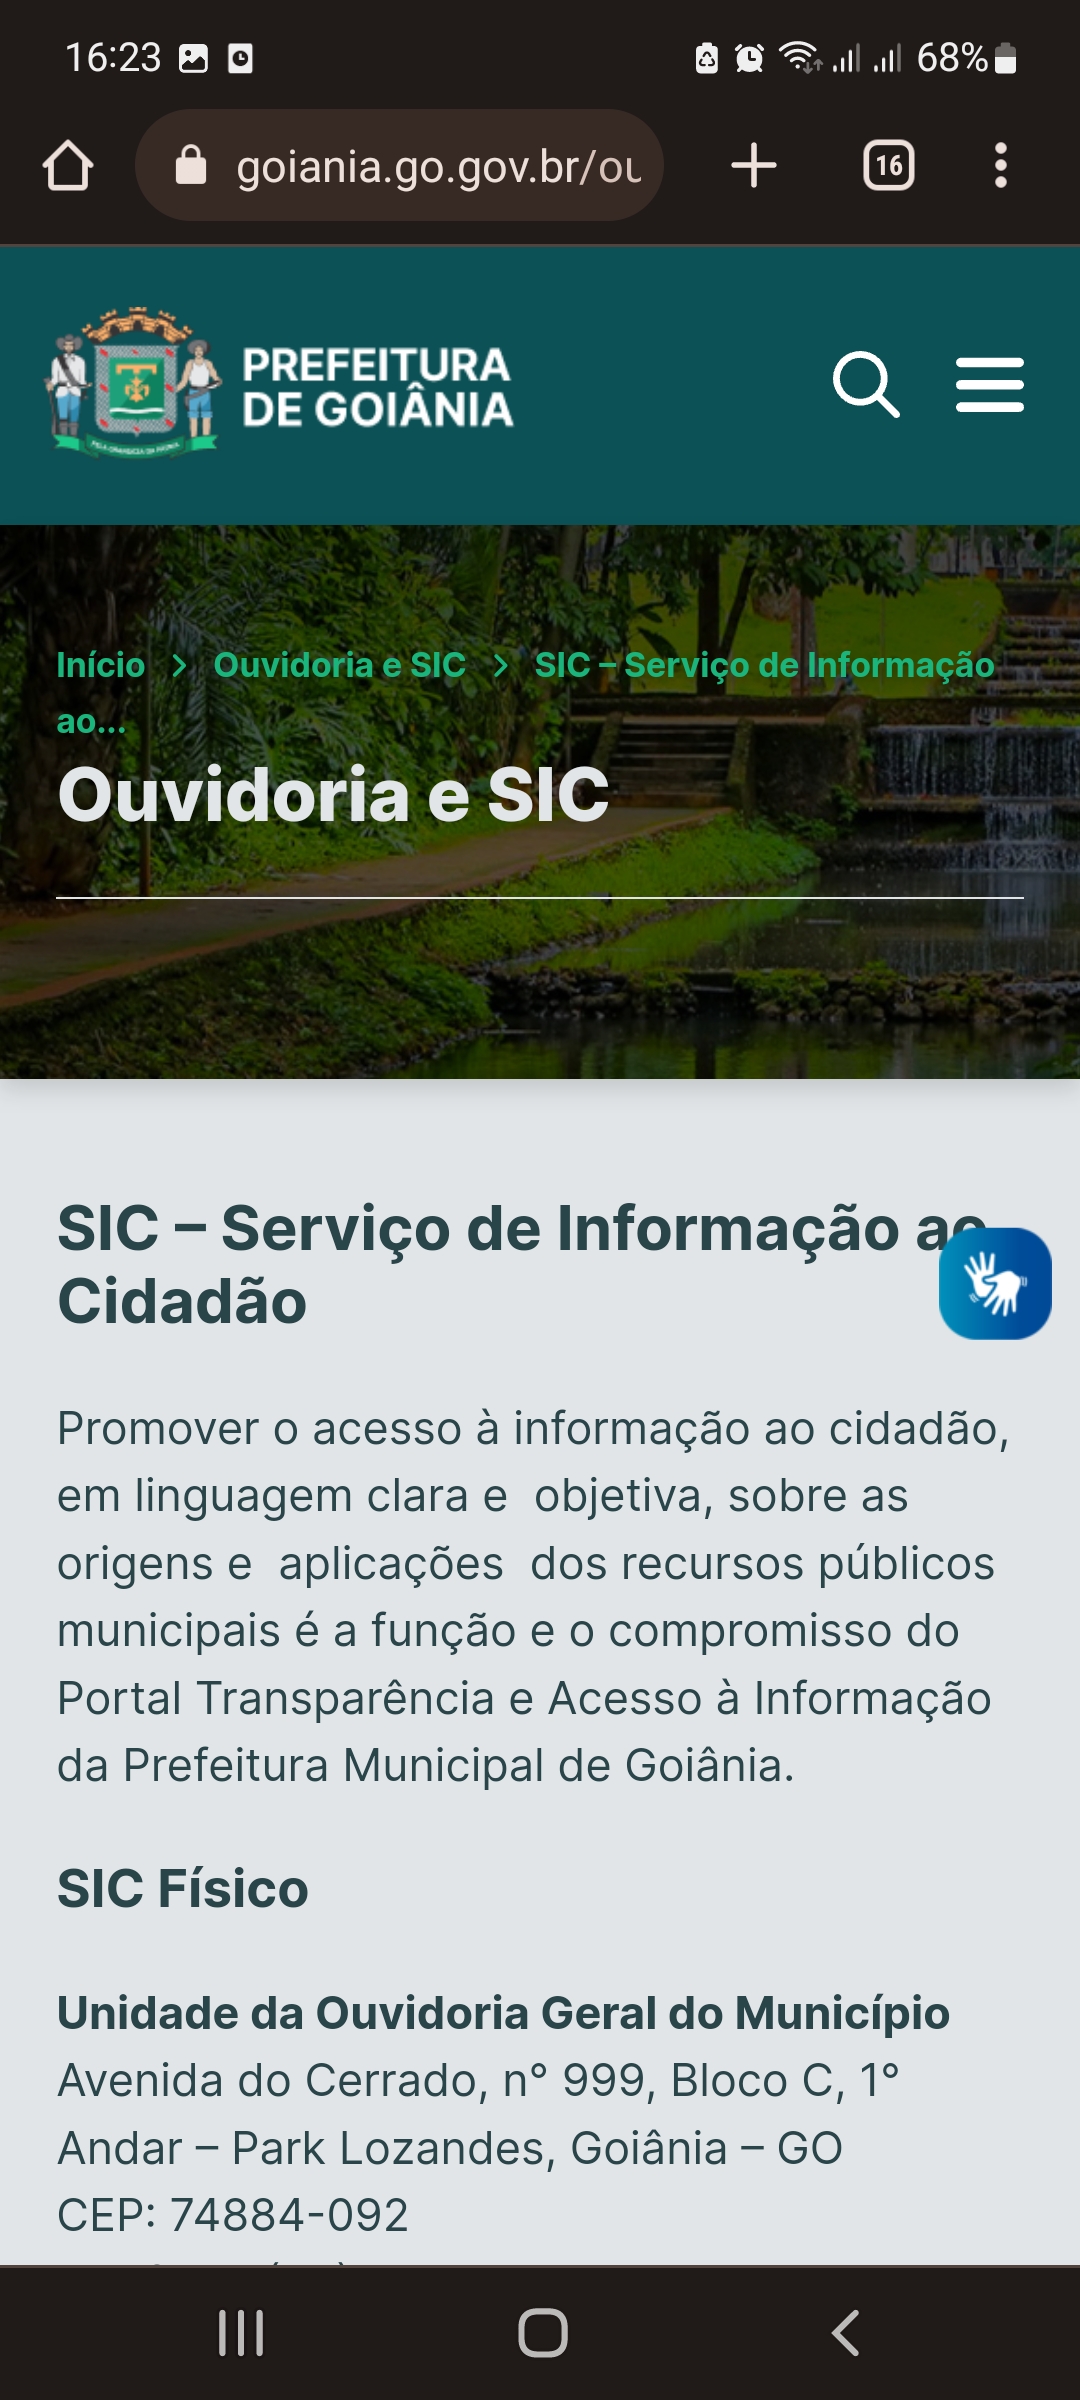 16:23
68%
goiania.go.gov.br/ou
16
PREFEITURA
DE GOIÂNIA
Início > Ouvidoria e SIC > SIC – Serviço de Informação
ao...
Ouvidoria e SIC
SIC – Serviço de Informação ao
Cidadão
Promover o acesso à informação ao cidadão,
em linguagem clara e  objetiva, sobre as
origens e  aplicações  dos recursos públicos
municipais é a função e o compromisso do
Portal Transparência e Acesso à Informação
da Prefeitura Municipal de Goiânia.
SIC Físico
Unidade da Ouvidoria Geral do Município
Avenida do Cerrado, n° 999, Bloco C, 1°
Andar – Park Lozandes, Goiânia – GO
CEP: 74884-092